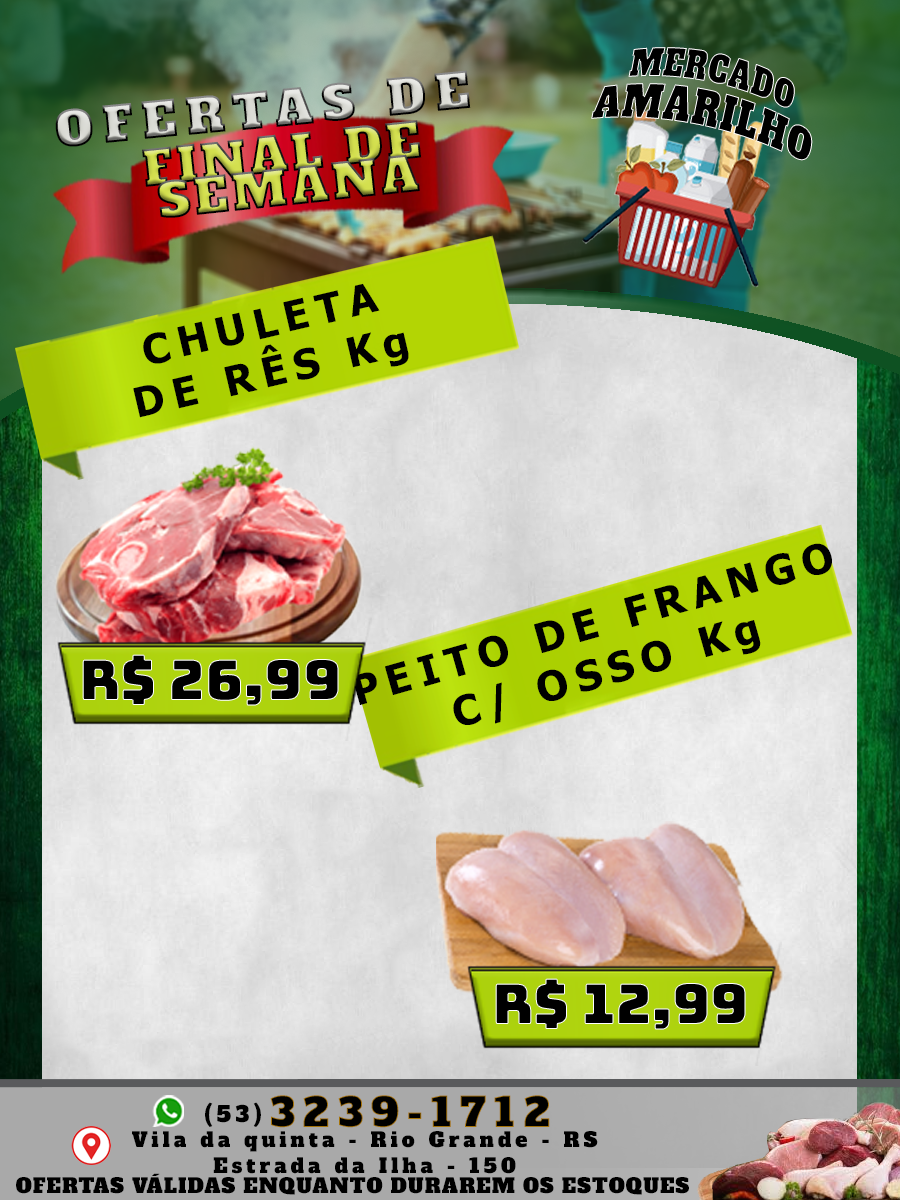 OFERTAS DE
FINAL DE
SEMANA
MERCADO
AMARILHO
CHULETA
DE RÊS Kg
R$ 26,99
PEITO DE FRANGO
C/ OSSO Kg
R$ 12,99
(53) 3239-1712
Vila da quinta - Rio Grande - RS
Estrada da Ilha - 150
OFERTAS VÁLIDAS ENQUANTO DURAREM OS ESTOQUES